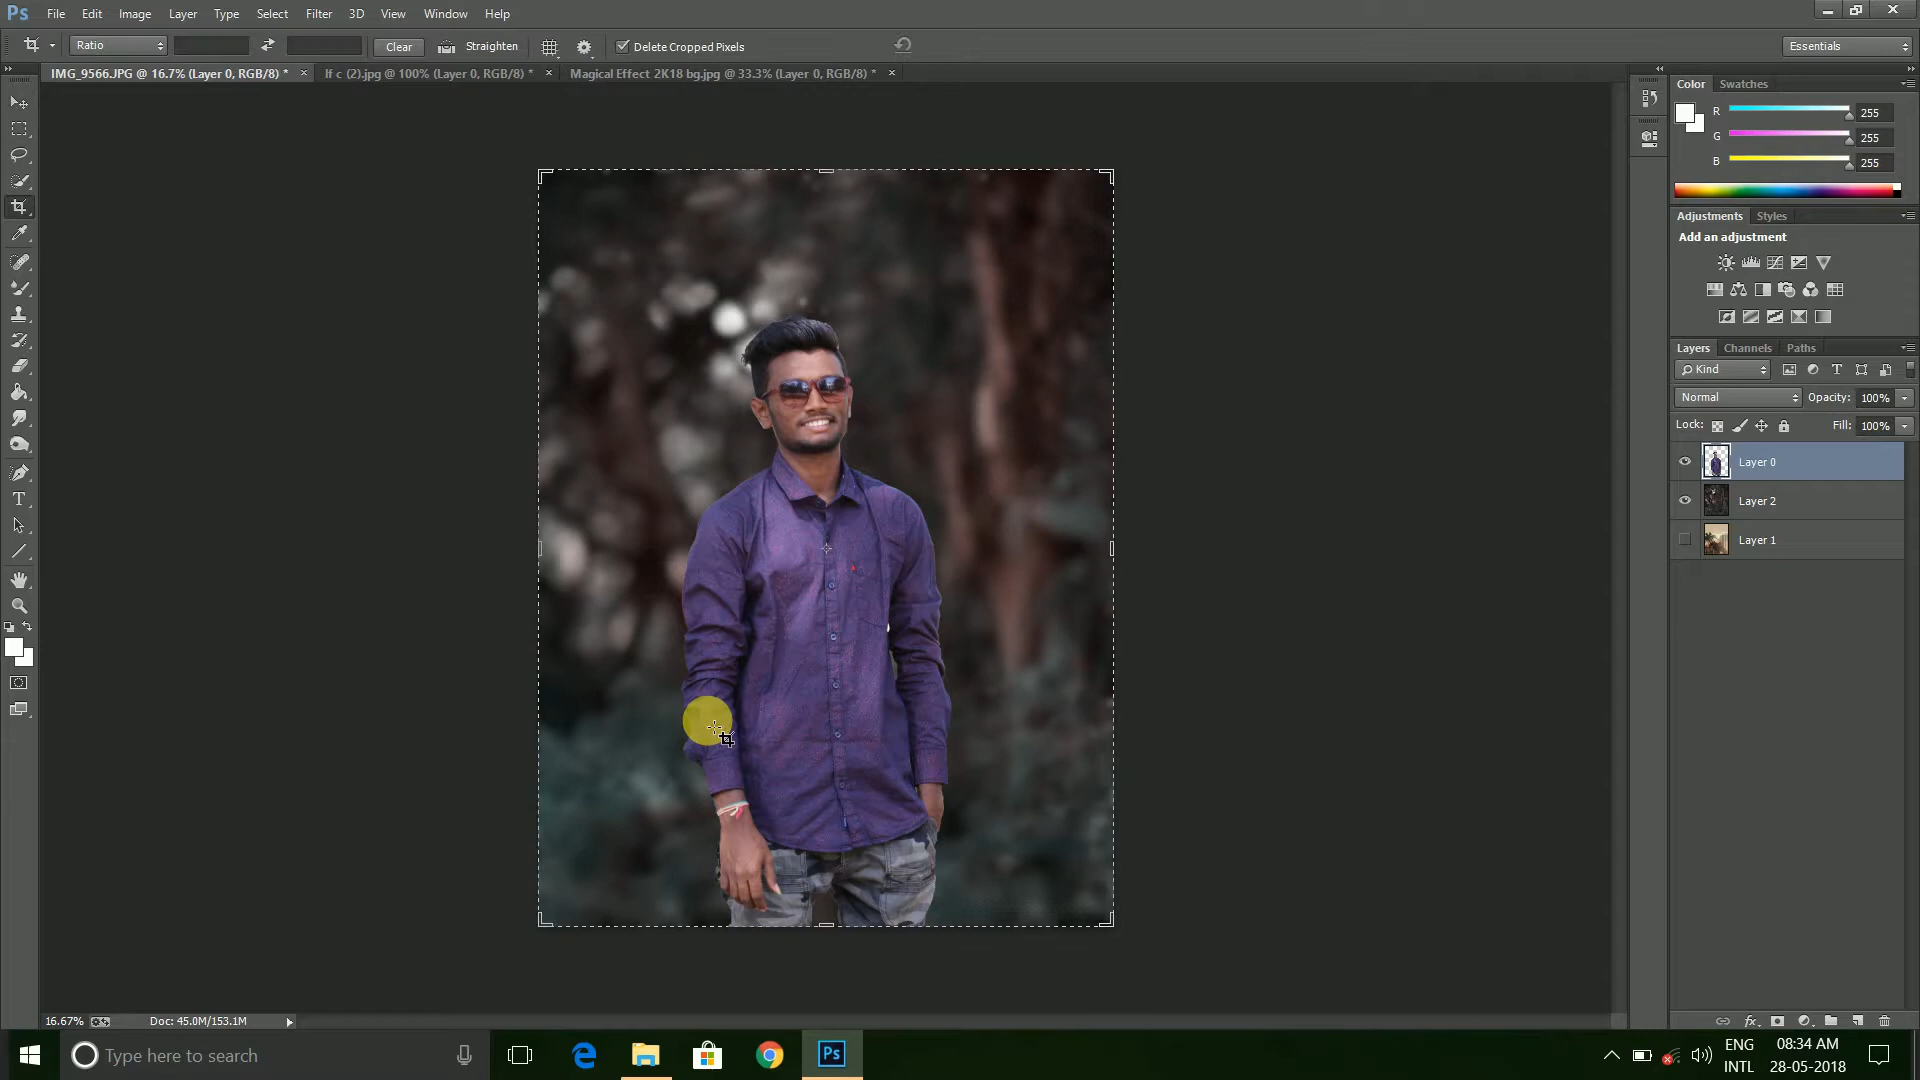 Ps File Edit Image Layer Type Select Filter 3D View Window Help
Ratio Clear Straighten Delete Cropped Pixels Essentials
IMG_9566.JPG @ 16.7% (Layer 0, RGB/8) * × If c (2).jpg @ 100% (Layer 0, RGB/8) * × Magical Effect 2K18 bg.jpg @ 33.3% (Layer 0, RGB/8) * ×
Color Swatches
R 255
G 255
B 255
Adjustments Styles
Add an adjustment
Layers Channels Paths
Kind
Normal Opacity: 100%
Lock: Fill: 100%
Layer 0
Layer 2
Layer 1
16.67% Doc: 45.0M/153.1M
Type here to search
Ps
ENG 08:34 AM
INTL 28-05-2018